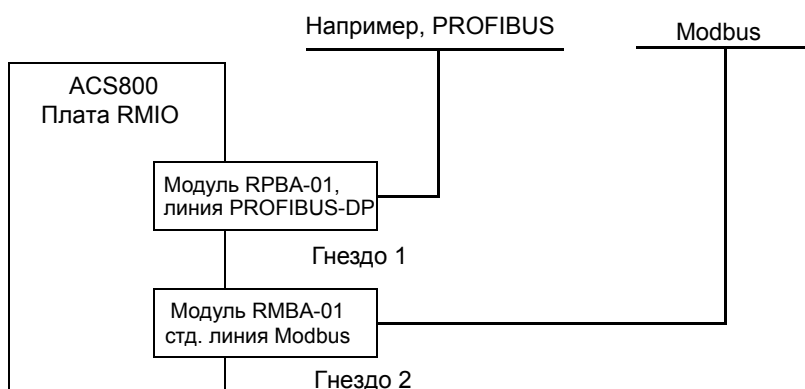 Например, PROFIBUS
Modbus
ACS800
Плата RMIO
Модуль RPBA-01,
линия PROFIBUS-DP
Гнездо 1
Модуль RMBA-01
стд. линия Modbus
Гнездо 2